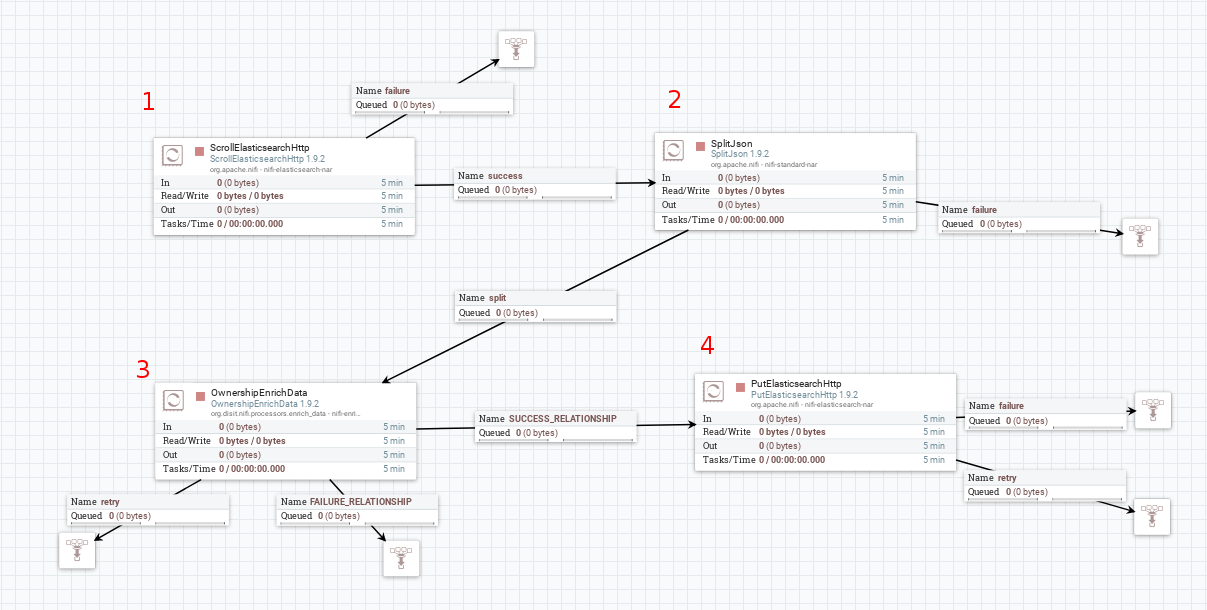 Name failure
Queued 0 (0 bytes)
1
ScrollElasticsearchHttp
ScrollElasticsearchHttp 1.9.2
org.apache.nifi - nifi-elasticsearch-nar
In 0 (0 bytes) 5 min
Read/Write 0 bytes / 0 bytes 5 min
Out 0 (0 bytes) 5 min
Tasks/Time 0 / 00:00:00.000 5 min
Name success
Queued 0 (0 bytes)
2
SplitJson
SplitJson 1.9.2
org.apache.nifi - nifi-standard-nar
In 0 (0 bytes) 5 min
Read/Write 0 bytes / 0 bytes 5 min
Out 0 (0 bytes) 5 min
Tasks/Time 0 / 00:00:00.000 5 min
Name failure
Queued 0 (0 bytes)
Name split
Queued 0 (0 bytes)
3
OwnershipEnrichData
OwnershipEnrichData 1.9.2
org.disit.nifi.processors.enrich_data - nifi-enri...
In 0 (0 bytes) 5 min
Read/Write 0 bytes / 0 bytes 5 min
Out 0 (0 bytes) 5 min
Tasks/Time 0 / 00:00:00.000 5 min
Name SUCCESS_RELATIONSHIP
Queued 0 (0 bytes)
4
PutElasticsearchHttp
PutElasticsearchHttp 1.9.2
org.apache.nifi - nifi-elasticsearch-nar
In 0 (0 bytes) 5 min
Read/Write 0 bytes / 0 bytes 5 min
Out 0 (0 bytes) 5 min
Tasks/Time 0 / 00:00:00.000 5 min
Name failure
Queued 0 (0 bytes)
Name retry
Queued 0 (0 bytes)
Name retry
Queued 0 (0 bytes)
Name FAILURE_RELATIONSHIP
Queued 0 (0 bytes)